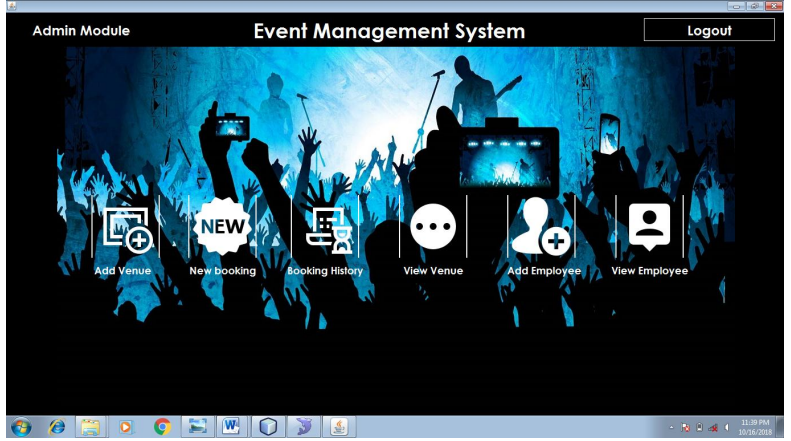 Admin Module
Event Management System
Logout
NEW
Add Venue
New booking
Booking History
View Venue
Add Employee
View Employee
11:39 PM
10/16/2018